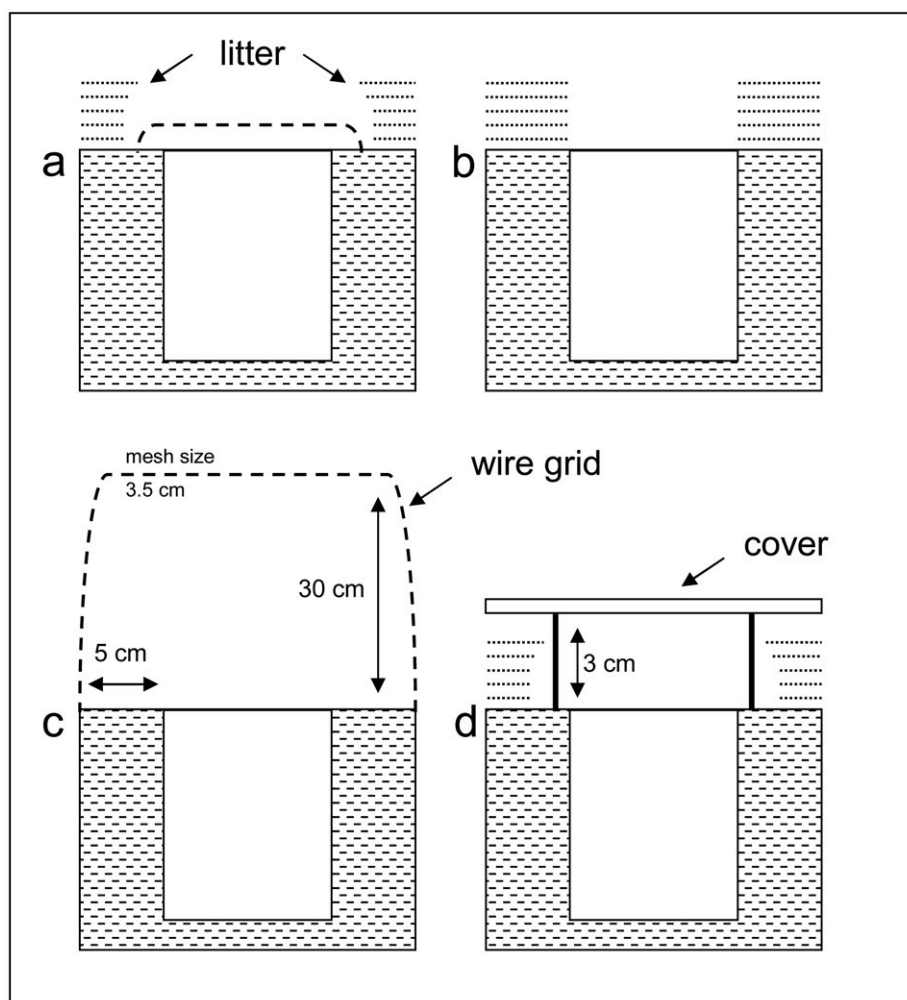 litter
a
b
mesh size
3.5 cm
wire grid
30 cm
5 cm
cover
3 cm
c
d